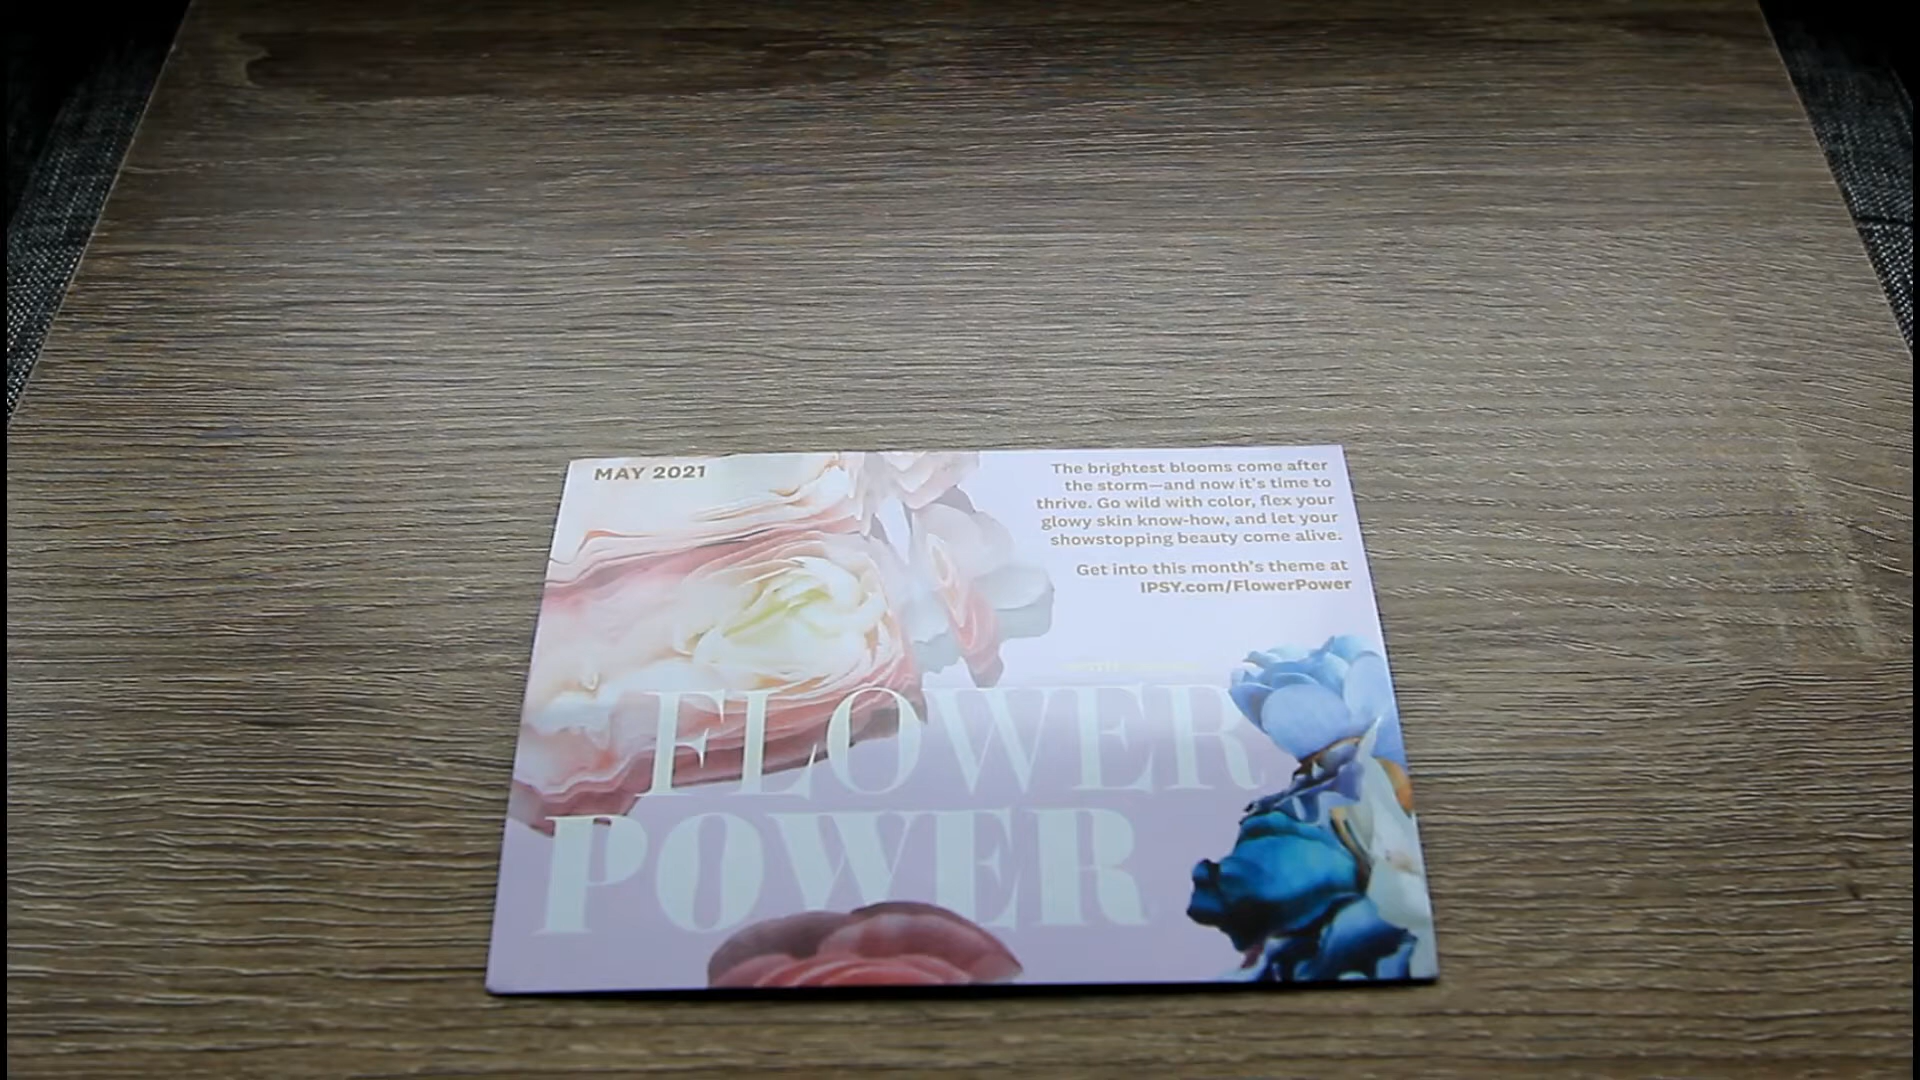 MAY 2021
The brightest blooms come after
the storm—and now it's time to
thrive. Go wild with color, flex your
glowy skin know-how, and let your
showstopping beauty come alive.
Get into this month's theme at
IPSY.com/FlowerPower
FLOWER
POWER